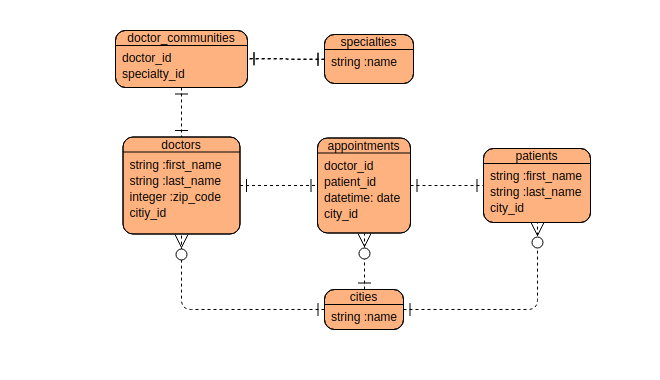 doctor_communities
doctor_id
specialty_id
specialties
string :name
doctors
string :first_name
string :last_name
integer :zip_code
citiy_id
appointments
doctor_id
patient_id
datetime: date
city_id
patients
string :first_name
string :last_name
city_id
cities
string :name